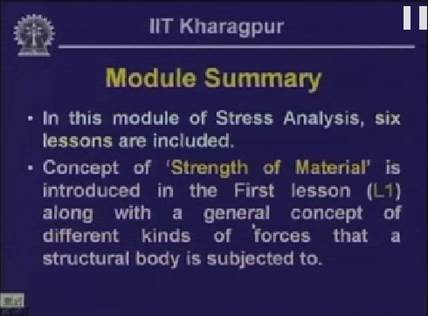 IIT Kharagpur
Module Summary
• In this module of Stress Analysis, six
lessons are included.
• Concept of ‘Strength of Material’ is
introduced in the First lesson (L1)
along with a general concept of
different kinds of forces that a
structural body is subjected to.